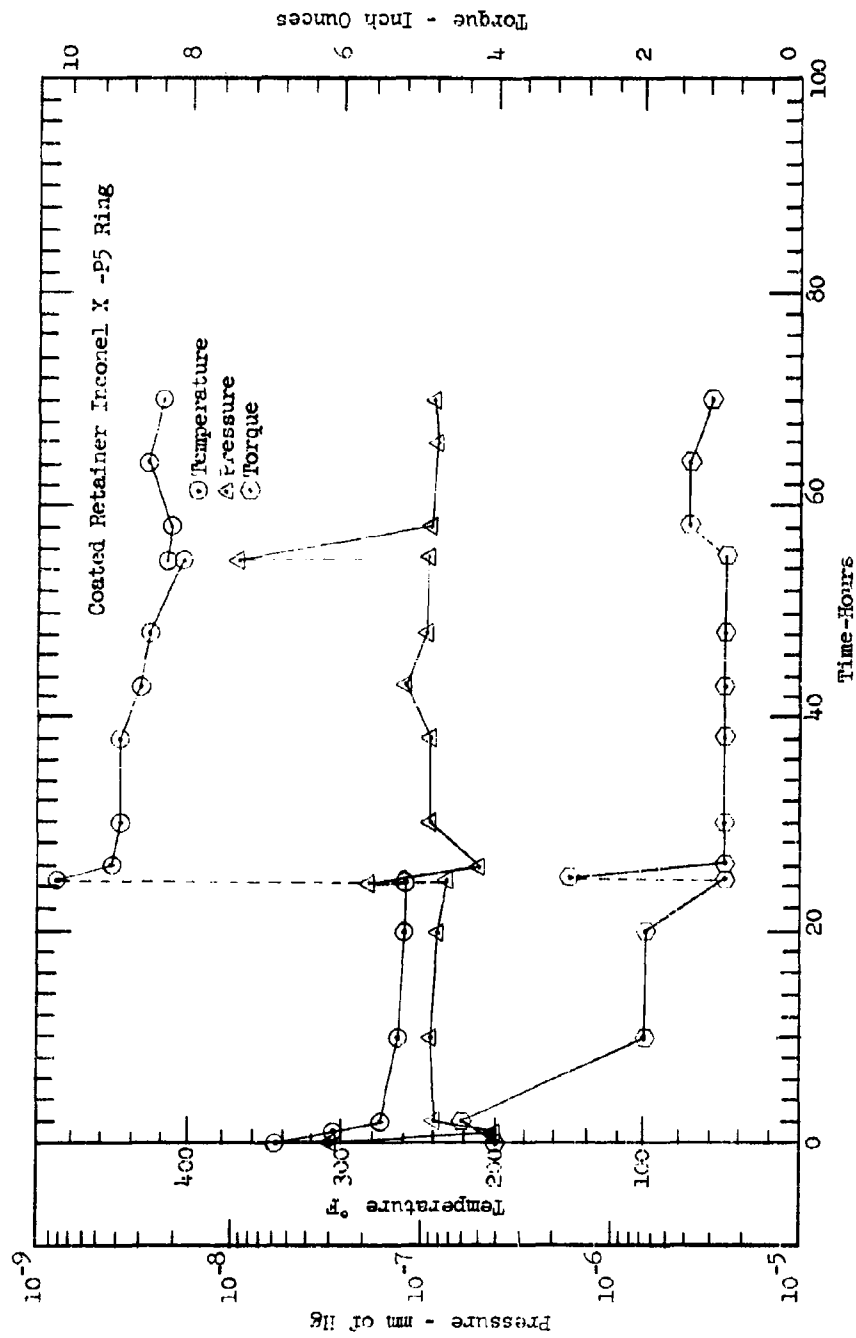 Coated Retainer Inconel X -P5 Ring
Temperature
Pressure
Torque
Pressure - mm of Hg
10⁻⁹
10⁻⁸
10⁻⁷
10⁻⁶
10⁻⁵
Temperature °F
400
300
200
100
Torque - Inch Ounces
10
8
6
4
2
0
0
20
40
60
80
100
Time-Hours